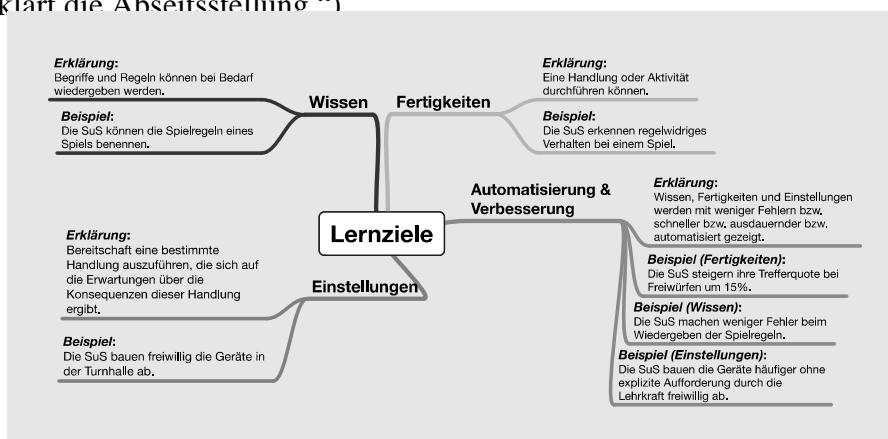 klärt die Abseitsstellung.“)
Erklärung:
Begriffe und Regeln können bei Bedarf
wiedergeben werden.
Wissen
Beispiel:
Die SuS können die Spielregeln eines
Spiels benennen.
Fertigkeiten
Erklärung:
Eine Handlung oder Aktivität
durchführen können.
Beispiel:
Die SuS erkennen regelwidriges
Verhalten bei einem Spiel.
Lernziele
Automatisierung &
Verbesserung
Erklärung:
Wissen, Fertigkeiten und Einstellungen
werden mit weniger Fehlern bzw.
schneller bzw. ausdauernder bzw.
automatisiert gezeigt.
Beispiel (Fertigkeiten):
Die SuS steigern ihre Trefferquote bei
Freiwürfen um 15%.
Beispiel (Wissen):
Die SuS machen weniger Fehler beim
Wiedergeben der Spielregeln.
Beispiel (Einstellungen):
Die SuS bauen die Geräte häufiger ohne
explizite Aufforderung durch die
Lehrkraft freiwillig ab.
Erklärung:
Bereitschaft eine bestimmte
Handlung auszuführen, die sich auf
die Erwartungen über die
Konsequenzen dieser Handlung
ergibt.
Einstellungen
Beispiel:
Die SuS bauen freiwillig die Geräte in
der Turnhalle ab.